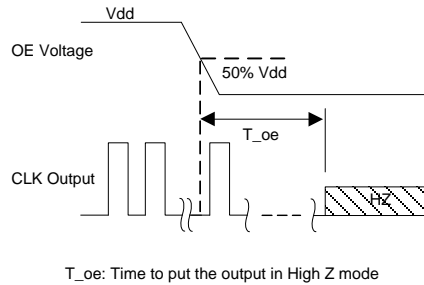 Vdd
OE Voltage
50% Vdd
T_oe
CLK Output
HZ
T_oe: Time to put the output in High Z mode